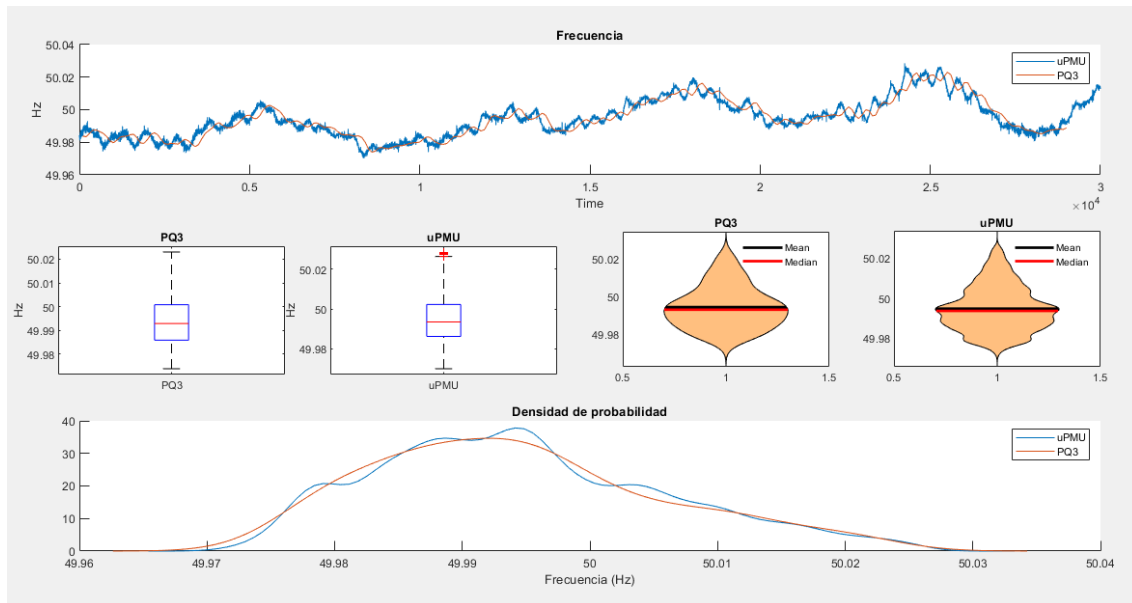 Frecuencia
50.04
50.02
50
49.98
49.96
Hz
uPMU
PQ3
0 0.5 1 1.5 2 2.5 3
Time
×10⁴
PQ3
50.02
50.01
50
49.99
49.98
Hz
PQ3
uPMU
50.02
50
49.98
Hz
uPMU
PQ3
50.02
50
49.98
Mean
Median
0.5 1 1.5
uPMU
50.02
50
49.98
Mean
Median
0.5 1 1.5
Densidad de probabilidad
40
30
20
10
0
uPMU
PQ3
49.96 49.97 49.98 49.99 50 50.01 50.02 50.03 50.04
Frecuencia (Hz)